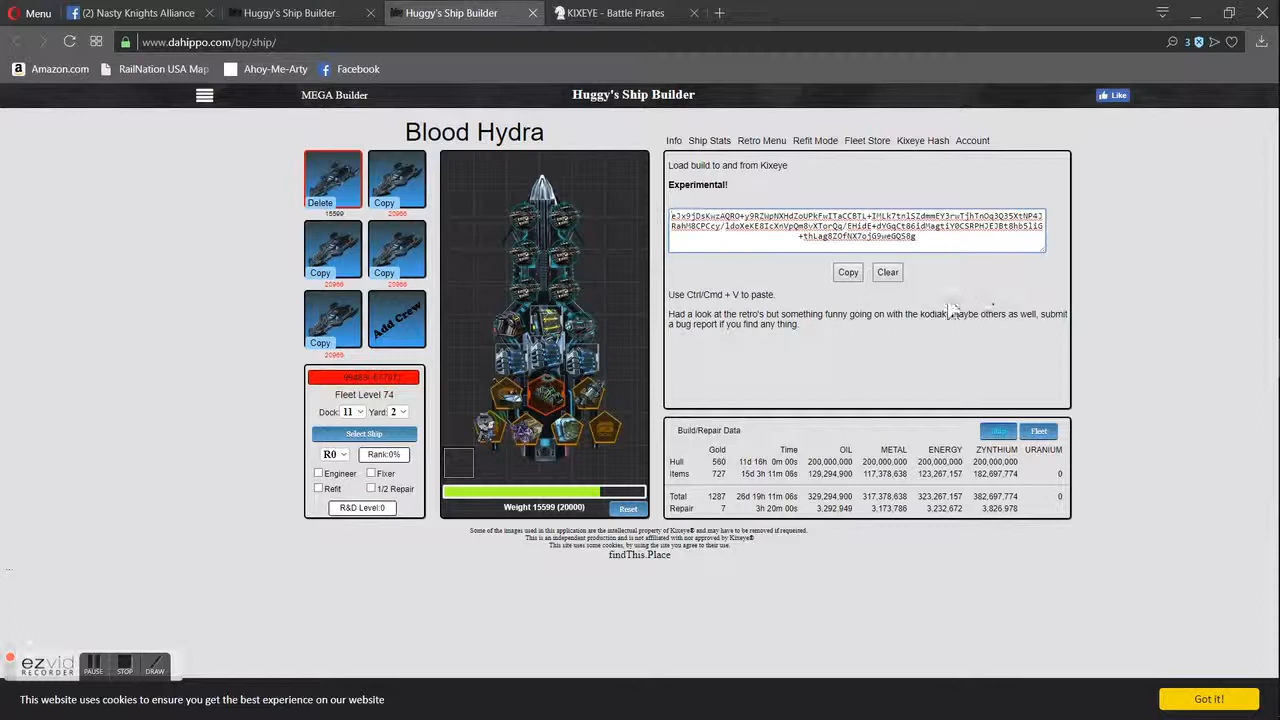 Menu
(2) Nasty Knights Alliance
Huggy's Ship Builder
Huggy's Ship Builder
KIXEYE - Battle Pirates
www.dahippo.com/bp/ship/
3
Amazon.com
RailNation USA Map
Ahoy-Me-Arty
Facebook
MEGA Builder
Huggy's Ship Builder
Like
Blood Hydra
Info Ship Stats Retro Menu Refit Mode Fleet Store Kixeye Hash Account
Delete
15599
Copy
20966
Copy
20966
Copy
20966
Copy
20966
Add Crew
Load build to and from Kixeye
Experimental!
Copy Clear
Use Ctrl/Cmd + V to paste.
Had a look at the retro's but something funny going on with the kodiak, maybe others as well, submit
a bug report if you find any thing.
Fleet Level 74
Dock: 11 Yard: 2
Select Ship
R0 Rank:0%
Engineer Fixer
Refit 1/2 Repair
R&D Level:0
Weight 15599 (20000)
Reset
Build/Repair Data
Ship Fleet
Gold Time OIL METAL ENERGY ZYNTHIUM URANIUM
Hull 560 11d 16h 0m 00s 200,000,000 200,000,000 200,000,000 200,000,000
Items 727 15d 3h 11m 06s 129,294,900 117,378,638 123,267,157 182,697,774 0
Total 1287 26d 19h 11m 06s 329,294,900 317,378,638 323,267,157 382,697,774 0
Repair 7 3h 20m 00s 3,292,949 3,173,786 3,232,672 3,826,978 0
Some of the images used in this application are the intellectual property of Kixeye® and may have to be removed if requested.
This is an independent production and is not affiliated with nor approved by Kixeye®
This site uses some cookies, by using the site you agree to their use.
findThis.Place
ezvid
RECORDER
PAUSE
STOP
DRAW
This website uses cookies to ensure you get the best experience on our website
Got it!